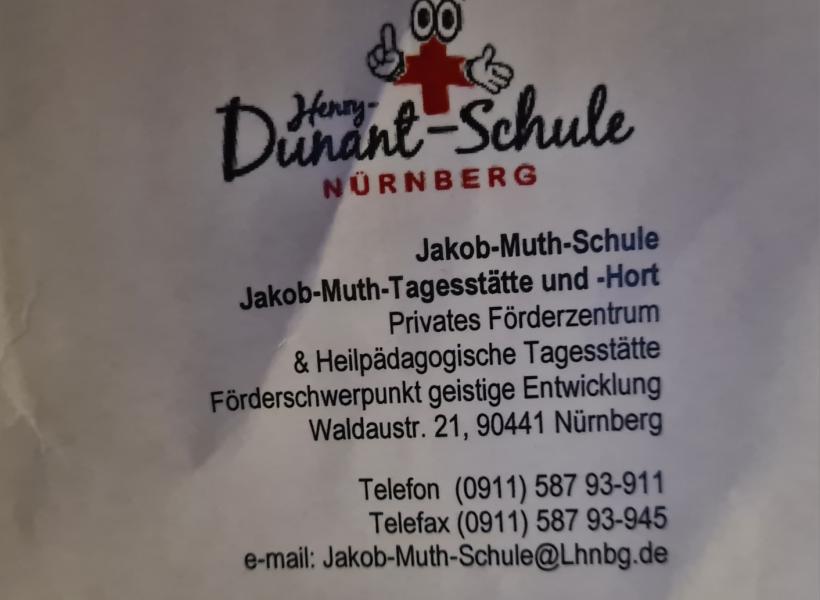 Henry-
Dunant-Schule
NÜRNBERG
Jakob-Muth-Schule
Jakob-Muth-Tagesstätte und -Hort
Privates Förderzentrum
& Heilpädagogische Tagesstätte
Förderschwerpunkt geistige Entwicklung
Waldaustr. 21, 90441 Nürnberg
Telefon (0911) 587 93-911
Telefax (0911) 587 93-945
e-mail: Jakob-Muth-Schule@Lhnbg.de